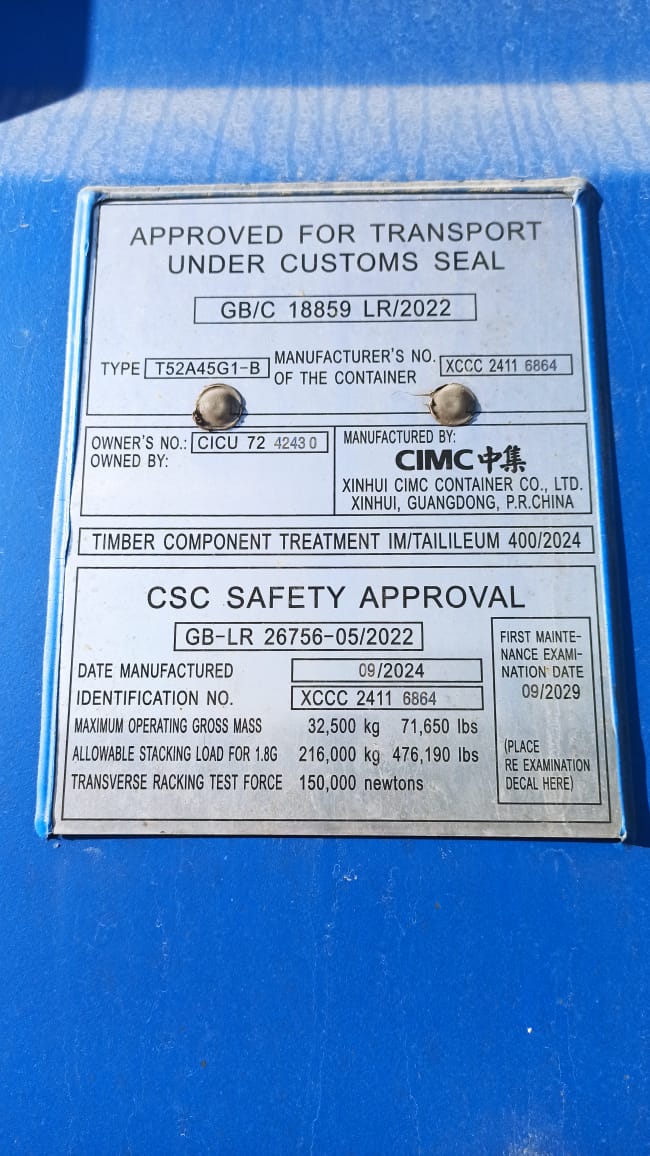 APPROVED FOR TRANSPORT
UNDER CUSTOMS SEAL
GB/C 18859 LR/2022
TYPE T52A45G1-B MANUFACTURER'S NO. OF THE CONTAINER XCCC 2411 6864
OWNER'S NO.: CICU 72 4243 0
OWNED BY:
MANUFACTURED BY:
CIMC 中集
XINHUI CIMC CONTAINER CO., LTD.
XINHUI, GUANGDONG, P.R.CHINA
TIMBER COMPONENT TREATMENT IM/TAILILEUM 400/2024
CSC SAFETY APPROVAL
GB-LR 26756-05/2022
DATE MANUFACTURED 09/2024
IDENTIFICATION NO. XCCC 2411 6864
MAXIMUM OPERATING GROSS MASS 32,500 kg 71,650 lbs
ALLOWABLE STACKING LOAD FOR 1.8G 216,000 kg 476,190 lbs
TRANSVERSE RACKING TEST FORCE 150,000 newtons
FIRST MAINTE-
NANCE EXAMI-
NATION DATE
09/2029
(PLACE
RE EXAMINATION
DECAL HERE)